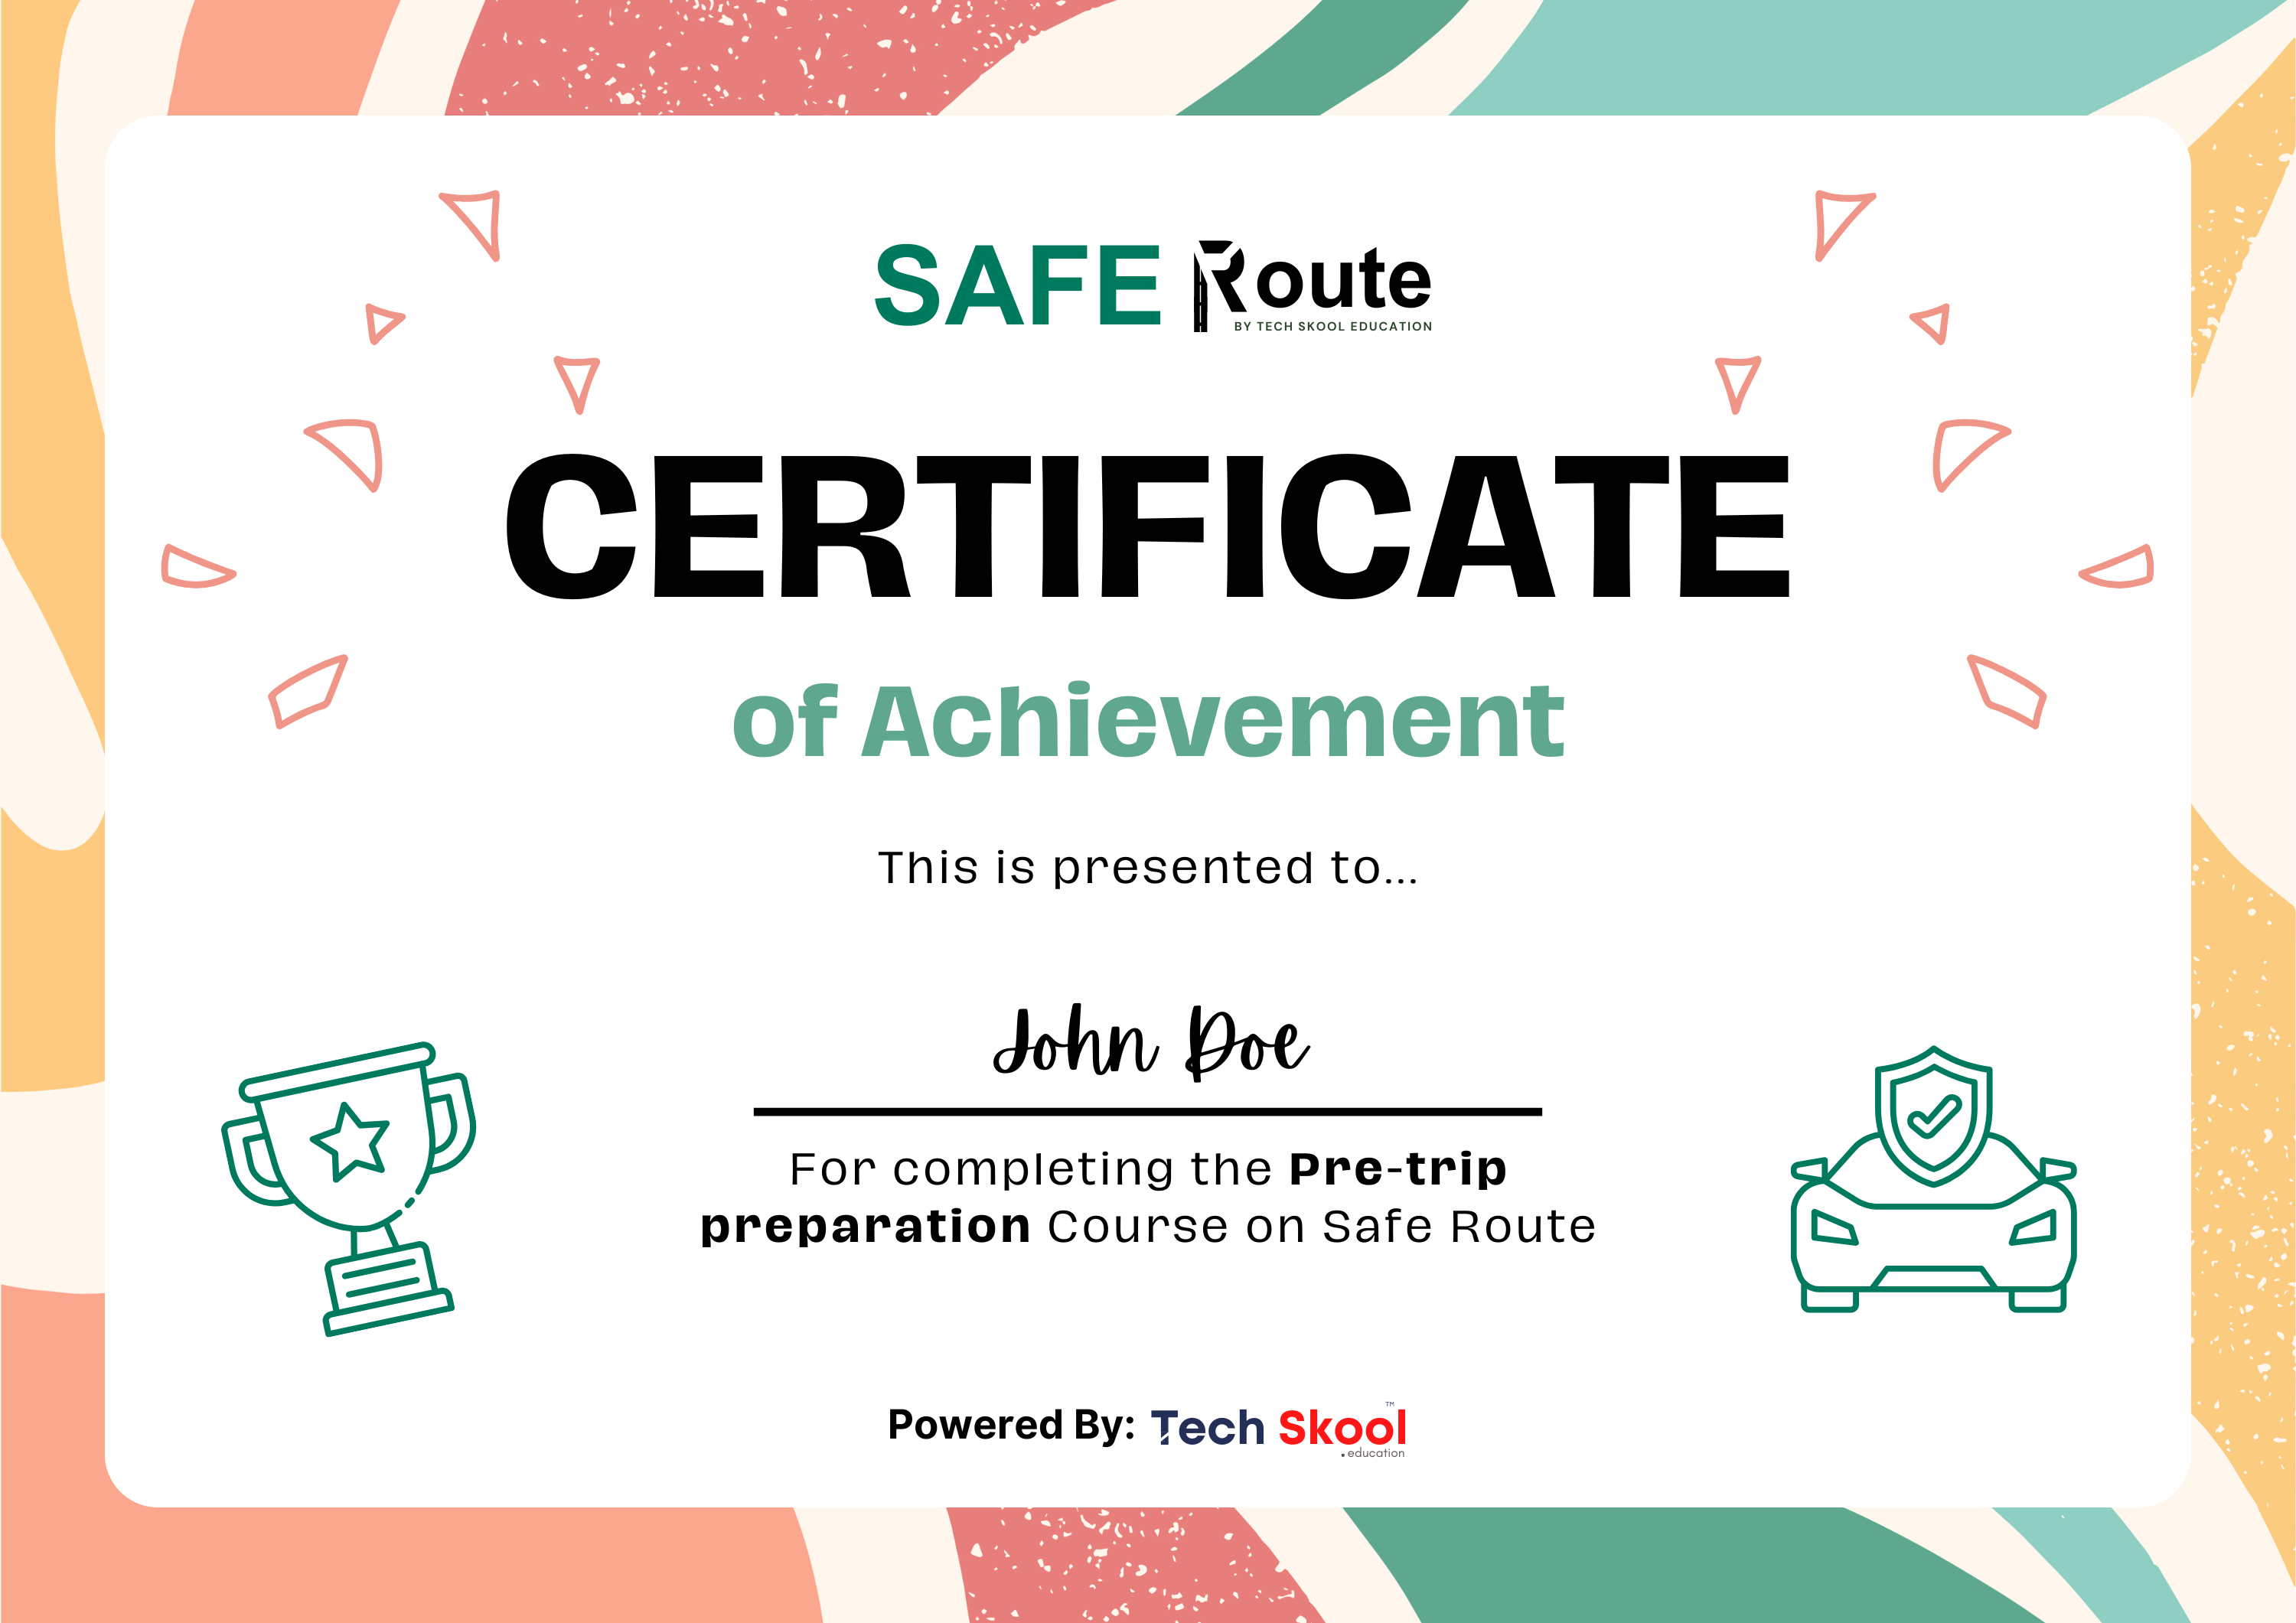 SAFE Route
BY TECH SKOOL EDUCATION
CERTIFICATE
of Achievement
This is presented to...
John Doe
For completing the Pre-trip
preparation Course on Safe Route
Powered By: Tech Skool™
.education